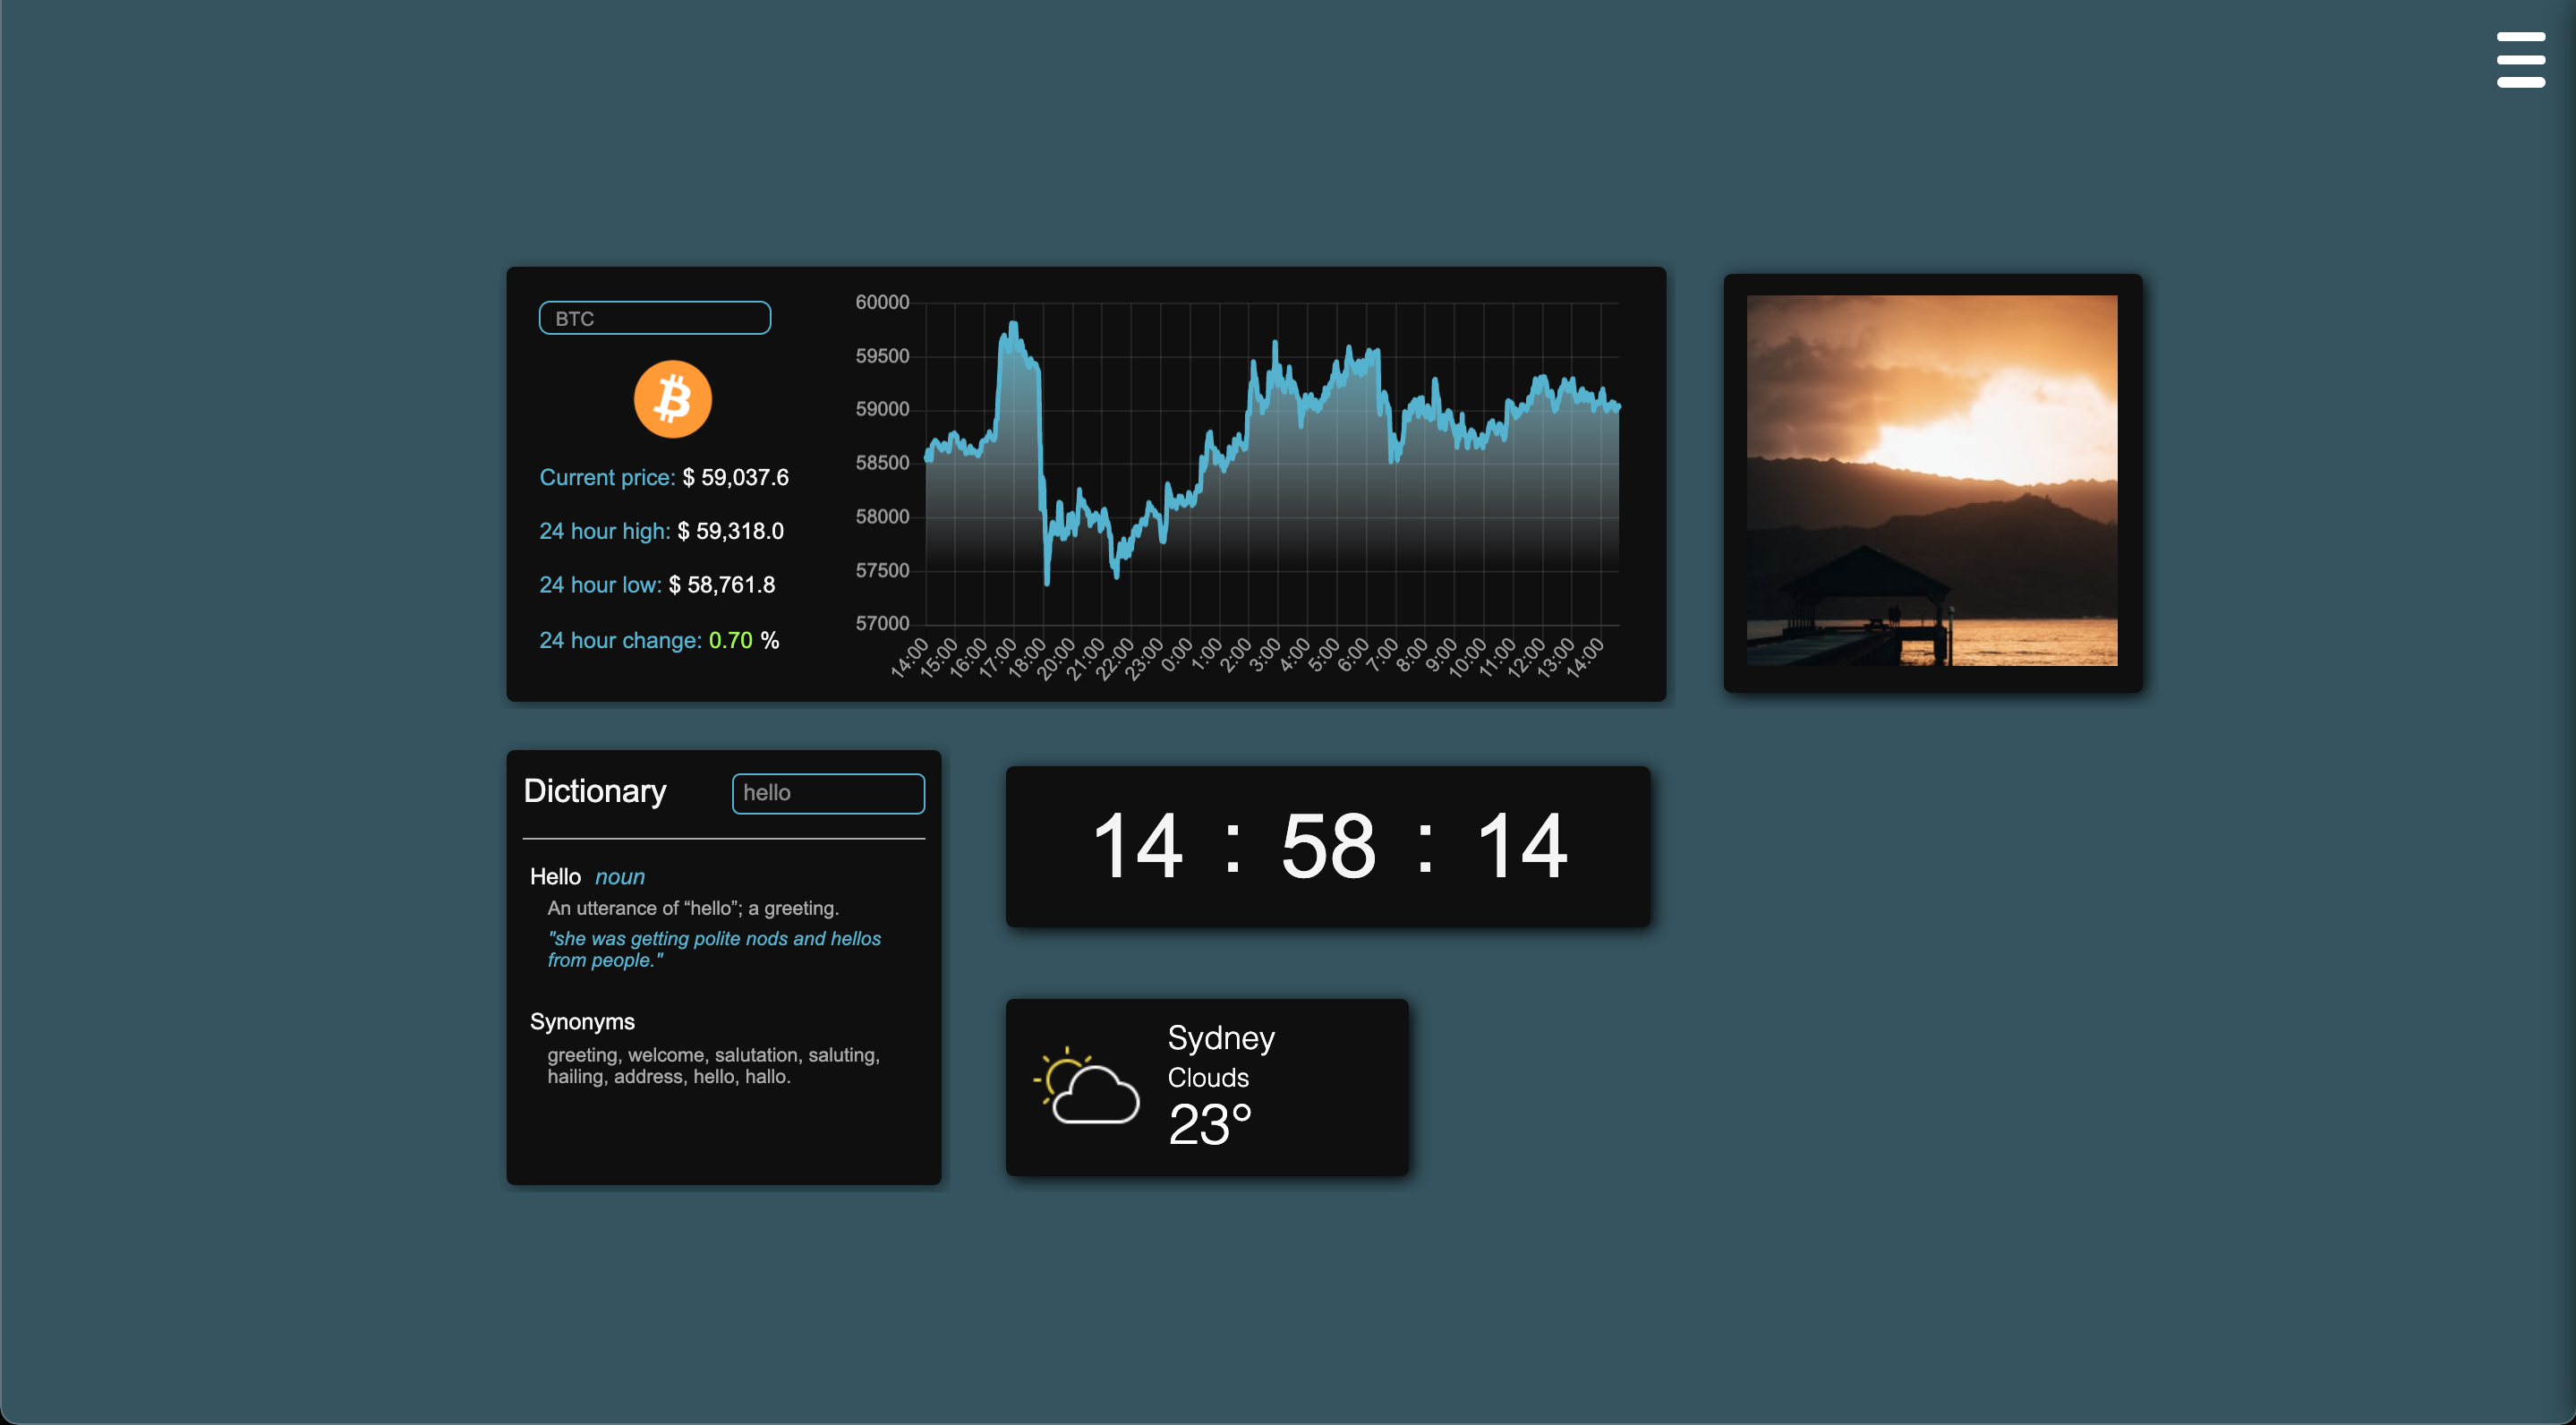 BTC
Current price: $ 59,037.6
24 hour high: $ 59,318.0
24 hour low: $ 58,761.8
24 hour change: 0.70 %
60000
59500
59000
58500
58000
57500
57000
14:00 15:00 16:00 17:00 18:00 20:00 21:00 22:00 23:00 0:00 1:00 2:00 3:00 4:00 5:00 6:00 7:00 8:00 9:00 10:00 11:00 12:00 13:00 14:00
Dictionary
hello
Hello noun
An utterance of “hello”; a greeting.
"she was getting polite nods and hellos
from people."
Synonyms
greeting, welcome, salutation, saluting,
hailing, address, hello, hallo.
14 : 58 : 14
Sydney
Clouds
23°